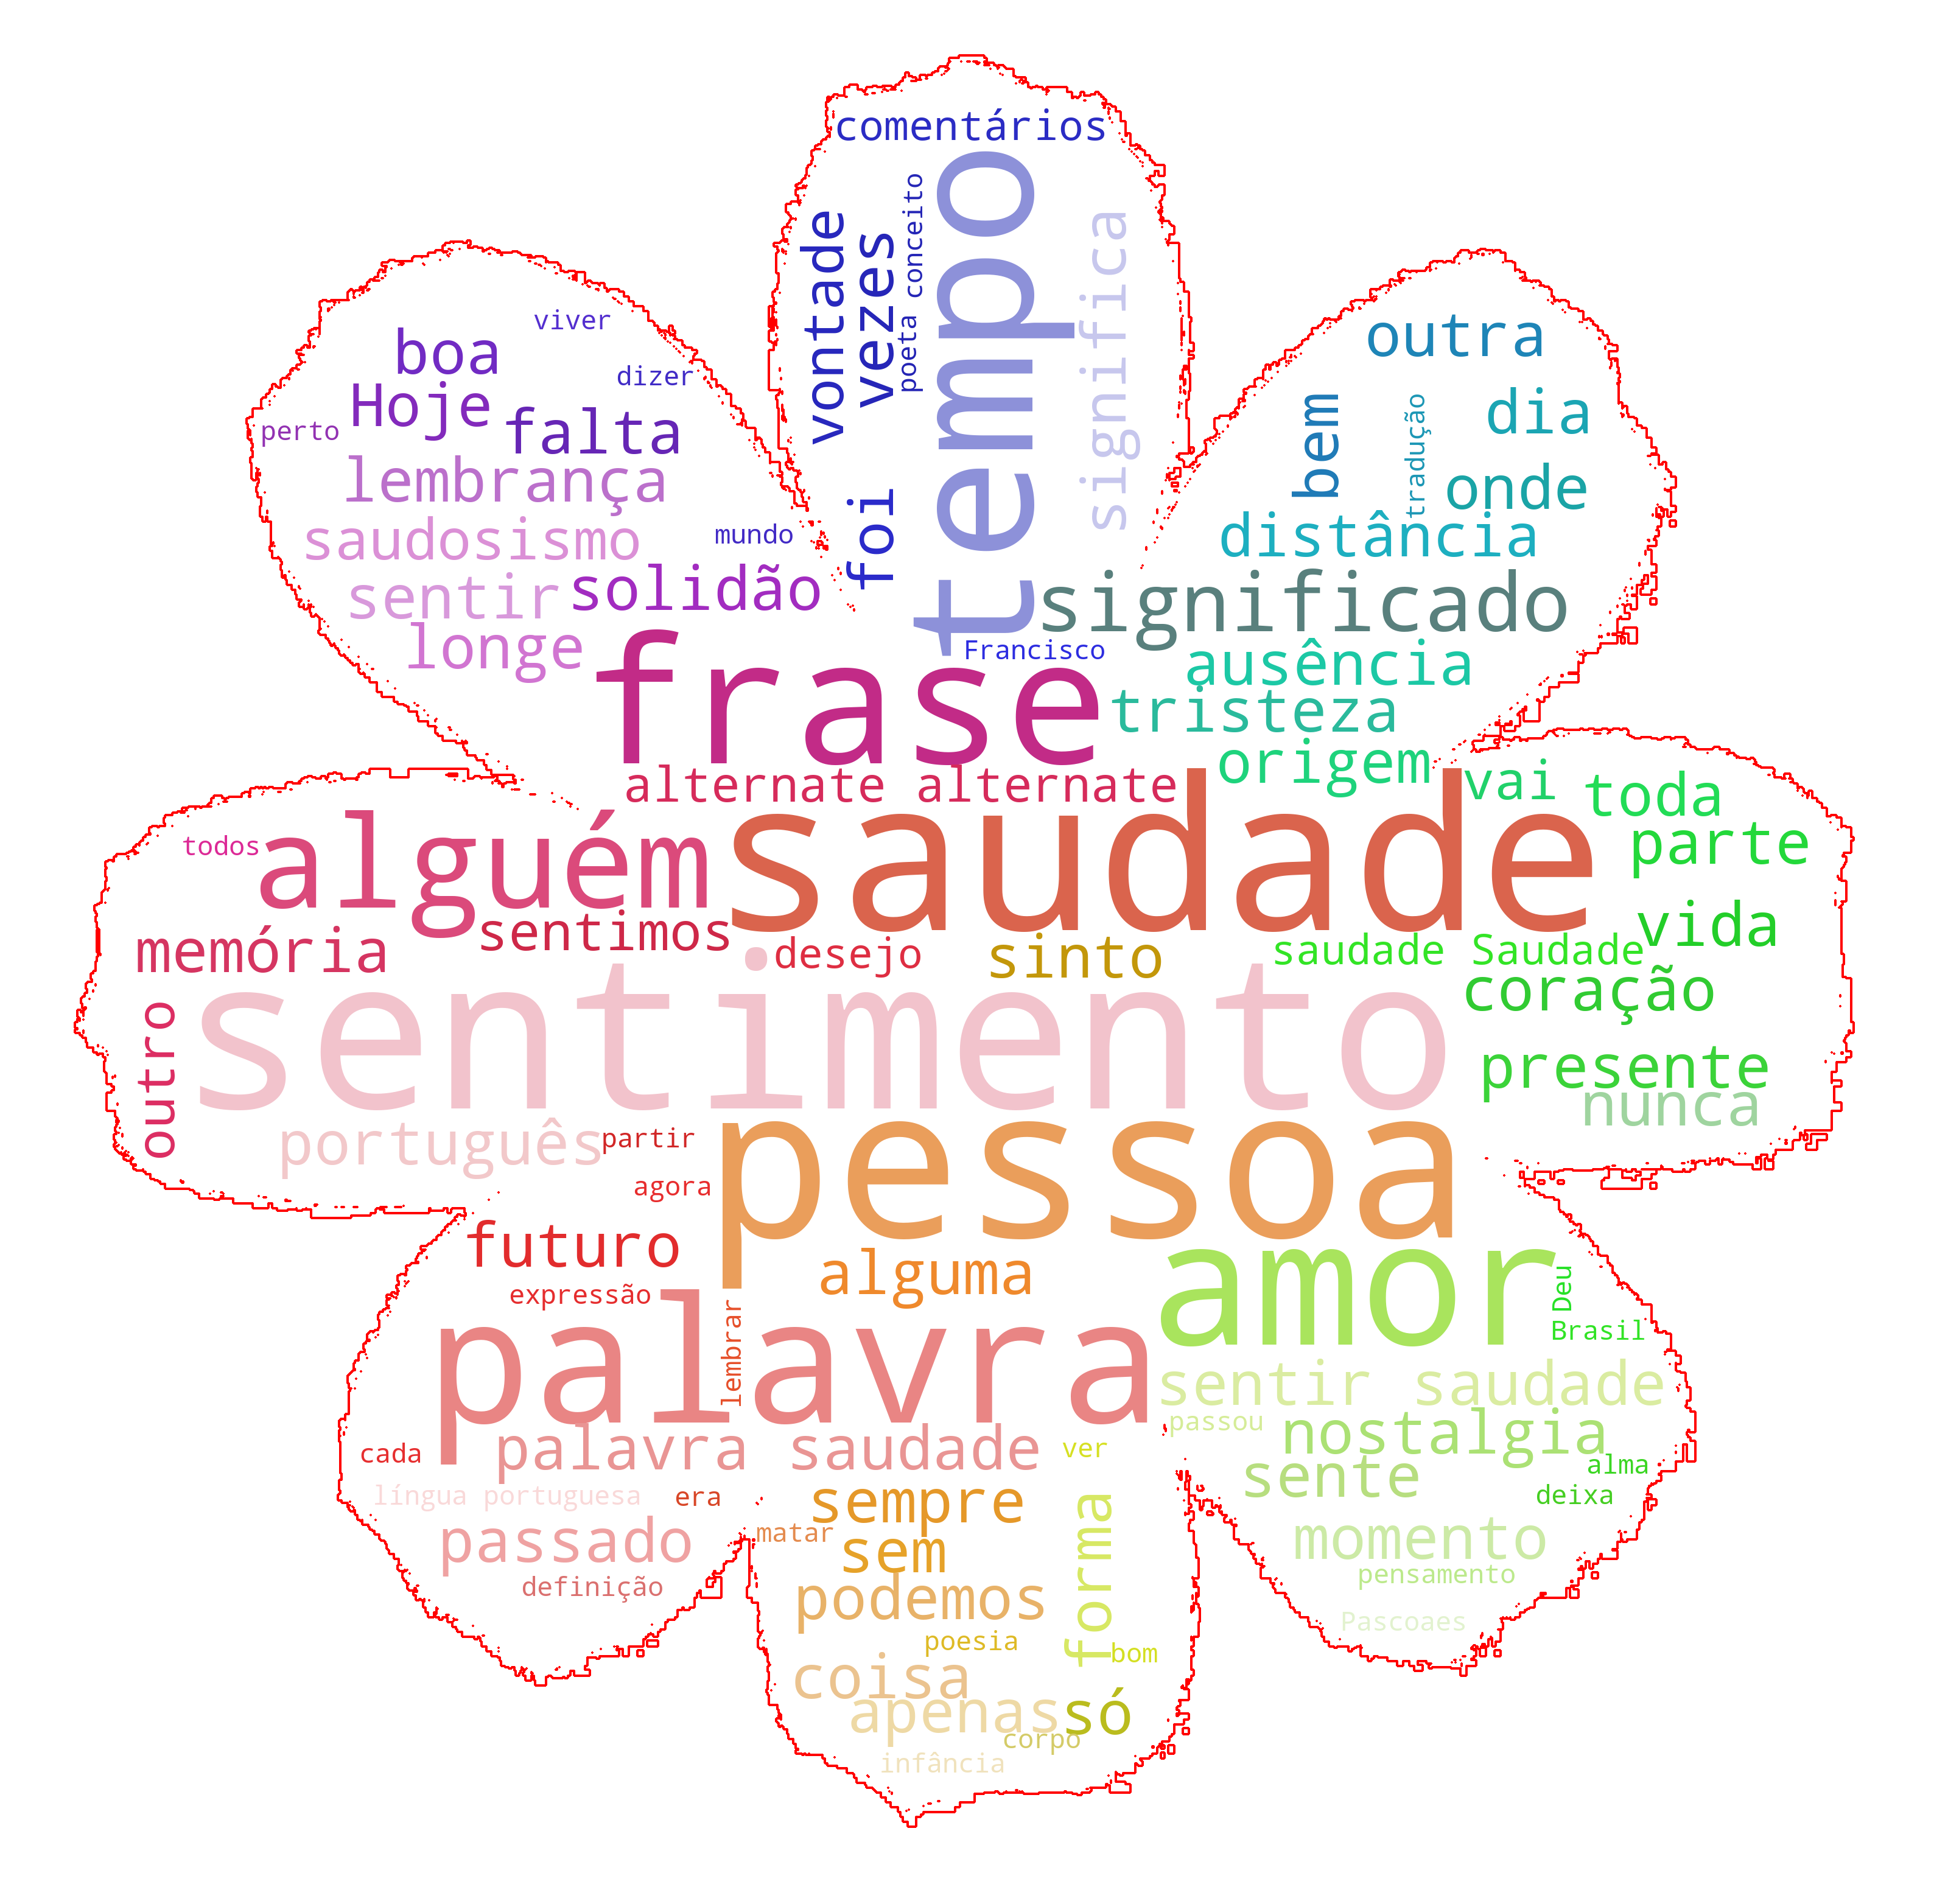 comentários
tempo
vontade
vezes
poeta conceito
significa
foi
Francisco
viver
boa
dizer
Hoje
falta
perto
lembrança
saudosismo
mundo
sentir
solidão
longe
outra
dia
bem
tradução
onde
distância
significado
ausência
tristeza
origem
frase
alternate alternate
vai
toda
parte
todos
alguém
saudade
vida
memória
sentimos
desejo
sinto
saudade Saudade
coração
outro
sentimento
presente
nunca
português
partir
pessoa
agora
futuro
alguma
amor
Deu
Brasil
expressão
lembrar
palavra
sentir saudade
passou
nostalgia
cada
palavra saudade
ver
sente
alma
deixa
língua portuguesa
era
sempre
forma
passado
matar
sem
momento
definição
podemos
pensamento
poesia
bom
Pascoaes
coisa
apenas
só
corpo
infância